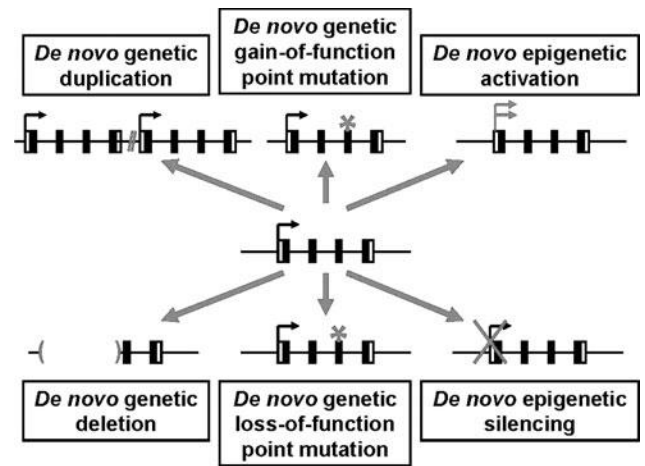 De novo genetic
duplication
De novo genetic
gain-of-function
point mutation
De novo epigenetic
activation
De novo genetic
deletion
De novo genetic
loss-of-function
point mutation
De novo epigenetic
silencing